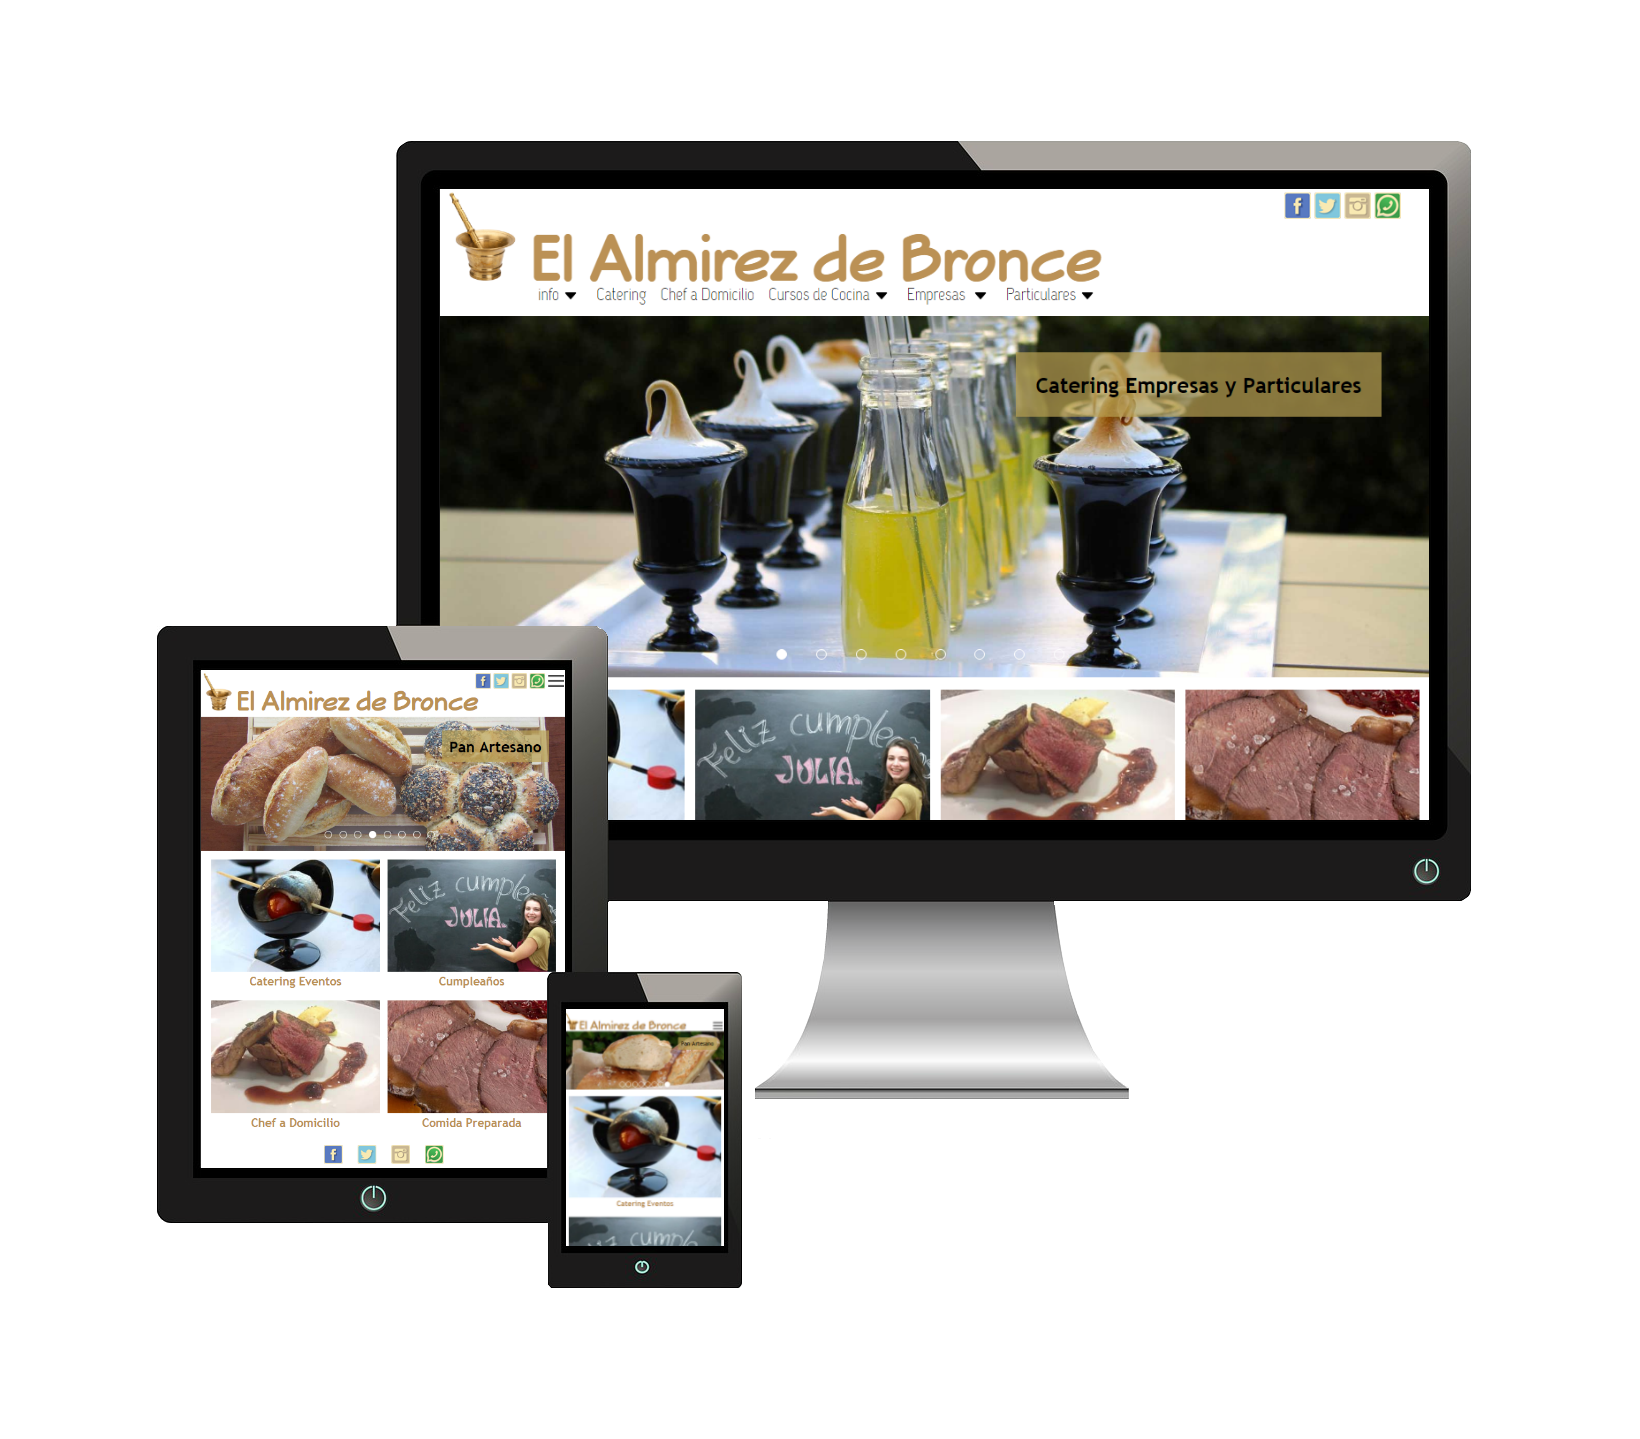 El Almirez de Bronce
info Catering Chef a Domicilio Cursos de Cocina Empresas Particulares
Catering Empresas y Particulares
Feliz cumple
JULIA
El Almirez de Bronce
Pan Artesano
Feliz cumple
JULIA
Catering Eventos
Cumpleaños
Chef a Domicilio
Comida Preparada
El Almirez de Bronce
Pan Artesano
Catering Eventos